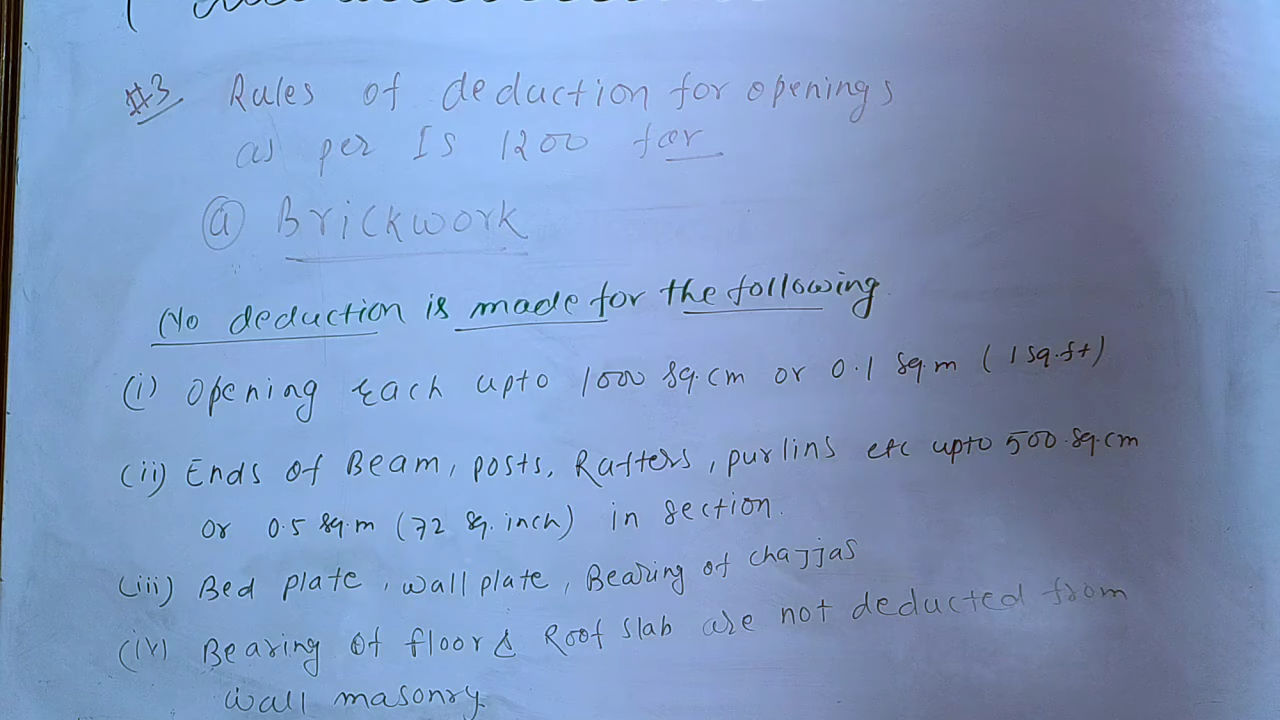 #3 Rules of deduction for openings
as per Is 1200 for
(a) Brickwork
No deduction is made for the following
(i) Opening each upto 1000 sq.cm or 0.1 sq.m (1 sq.ft)
(ii) Ends of Beam, posts, Rafters, purlins etc upto 500.sq.cm
or 0.5 sq.m (72 sq. inch) in section.
(iii) Bed plate, wall plate, Bearing of chajjas
(iv) Bearing of floor & Roof slab are not deducted from
wall masonry.